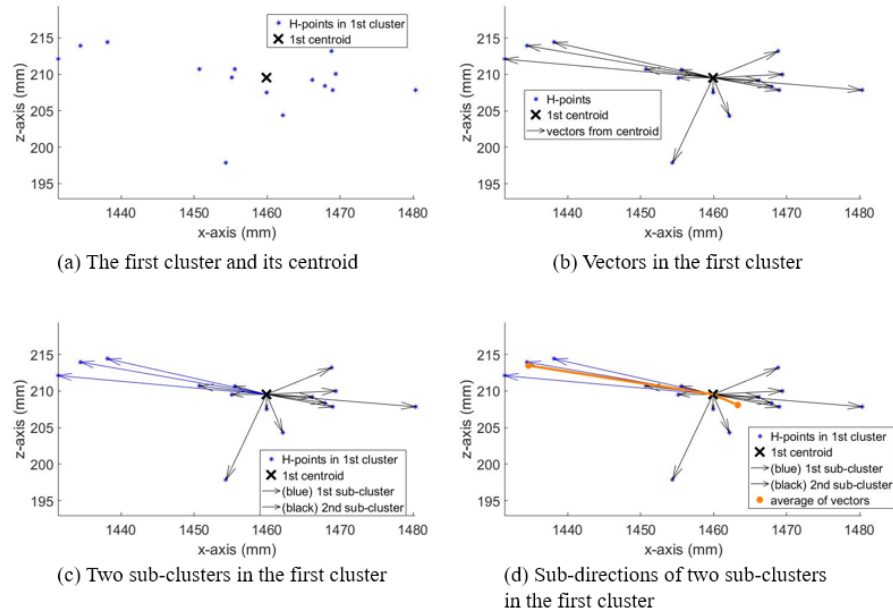 215
210
205
200
195
z-axis (mm)
1440 1450 1460 1470 1480
x-axis (mm)
H-points in 1st cluster
1st centroid
(a) The first cluster and its centroid
215
210
205
200
195
z-axis (mm)
1440 1450 1460 1470 1480
x-axis (mm)
H-points
1st centroid
vectors from centroid
(b) Vectors in the first cluster
215
210
205
200
195
z-axis (mm)
1440 1450 1460 1470 1480
x-axis (mm)
H-points in 1st cluster
1st centroid
(blue) 1st sub-cluster
(black) 2nd sub-cluster
(c) Two sub-clusters in the first cluster
215
210
205
200
195
z-axis (mm)
1440 1450 1460 1470 1480
x-axis (mm)
H-points in 1st cluster
1st centroid
(blue) 1st sub-cluster
(black) 2nd sub-cluster
average of vectors
(d) Sub-directions of two sub-clusters
in the first cluster